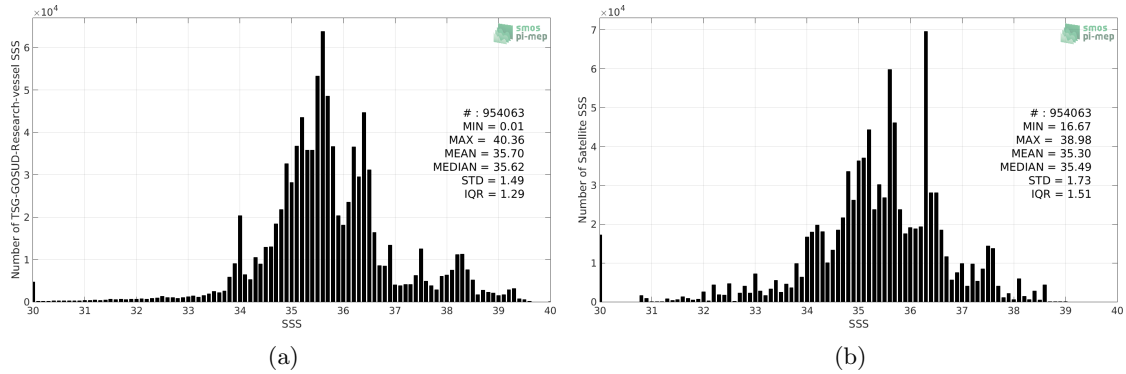 ×10⁴
smos
pi-mep
Number of TSG-GOSUD-Research-vessel SSS
6
5
4
3
2
1
0
# : 954063
MIN = 0.01
MAX = 40.36
MEAN = 35.70
MEDIAN = 35.62
STD = 1.49
IQR = 1.29
30 31 32 33 34 35 36 37 38 39 40
SSS
(a)
×10⁴
smos
pi-mep
Number of Satellite SSS
7
6
5
4
3
2
1
0
# : 954063
MIN = 16.67
MAX = 38.98
MEAN = 35.30
MEDIAN = 35.49
STD = 1.73
IQR = 1.51
30 31 32 33 34 35 36 37 38 39 40
SSS
(b)